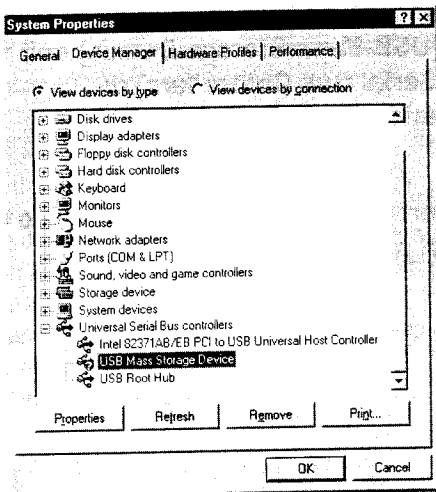 System Properties
General Device Manager Hardware Profiles Performance
View devices by type View devices by connection
Disk drives
Display adapters
Floppy disk controllers
Hard disk controllers
Keyboard
Monitors
Mouse
Network adapters
Ports (COM & LPT)
Sound, video and game controllers
Storage device
System devices
Universal Serial Bus controllers
Intel 82371AB/EB PCI to USB Universal Host Controller
USB Mass Storage Device
USB Root Hub
Properties Refresh Remove Print...
OK Cancel